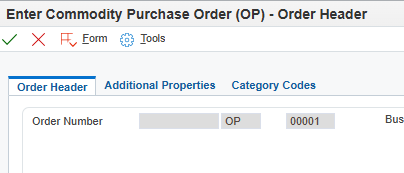 Enter Commodity Purchase Order (OP) - Order Header
Form Tools
Order Header Additional Properties Category Codes
Order Number OP 00001 Bus